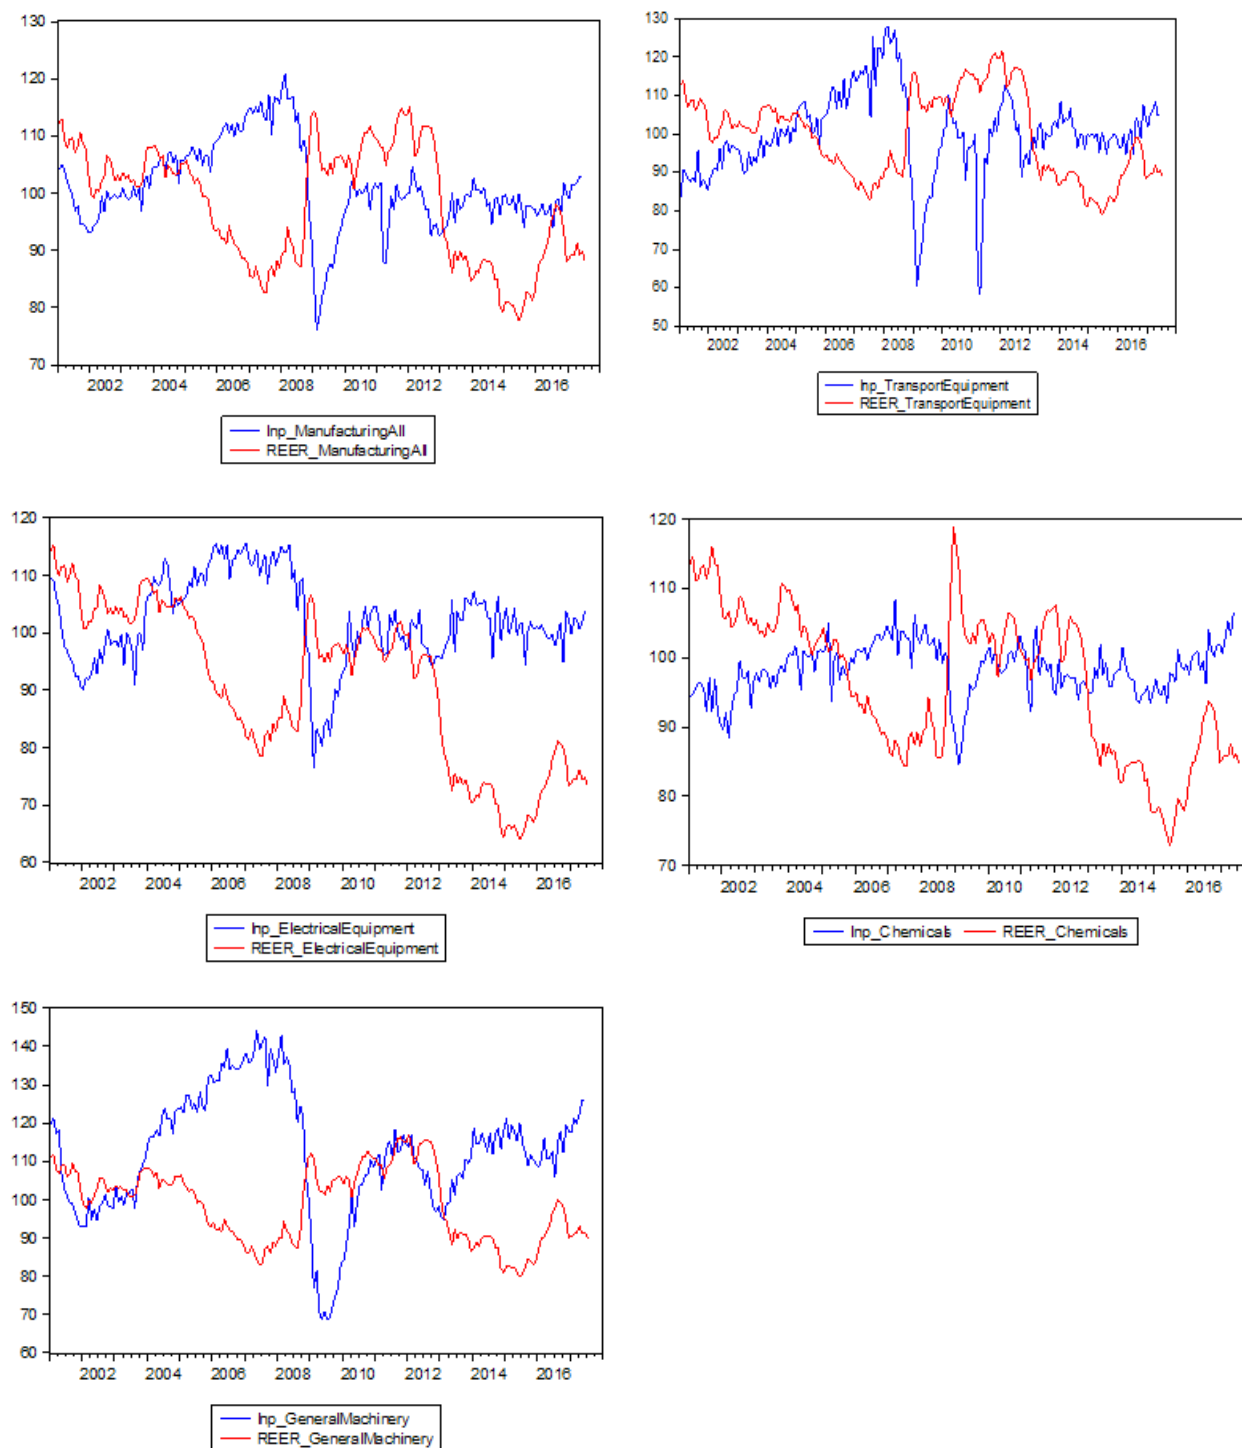 130
120
110
100
90
80
70
2002 2004 2006 2008 2010 2012 2014 2016
Inp_ManufacturingAll
REER_ManufacturingAll
130
120
110
100
90
80
70
60
50
2002 2004 2006 2008 2010 2012 2014 2016
Inp_TransportEquipment
REER_TransportEquipment
120
110
100
90
80
70
60
2002 2004 2006 2008 2010 2012 2014 2016
Inp_ElectricalEquipment
REER_ElectricalEquipment
120
110
100
90
80
70
2002 2004 2006 2008 2010 2012 2014 2016
Inp_Chemicals REER_Chemicals
150
140
130
120
110
100
90
80
70
60
2002 2004 2006 2008 2010 2012 2014 2016
Inp_GeneralMachinery
REER_GeneralMachinery